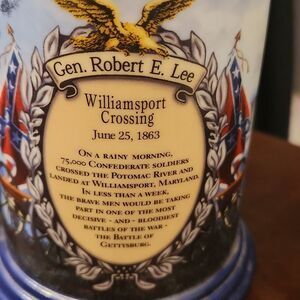 Gen. Robert E. Lee
Williamsport
Crossing
June 25, 1863
On a rainy morning,
75,000 Confederate soldiers
crossed the Potomac River and
landed at Williamsport, Maryland.
In less than a week,
the brave men would be taking
part in one of the most
decisive - and - bloodiest
battles of the war -
the Battle of
Gettysburg.